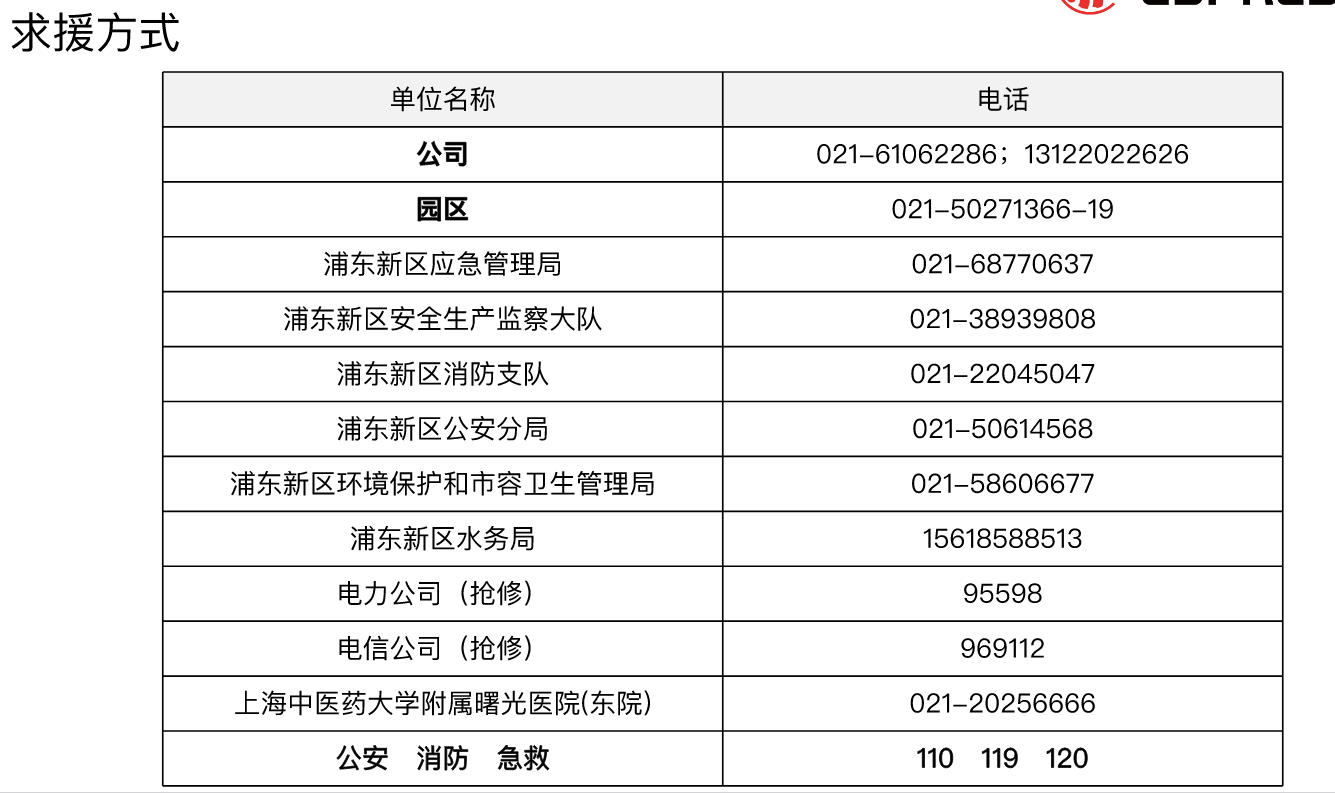 求援方式
单位名称 电话
公司 021-61062286；13122022626
园区 021-50271366-19
浦东新区应急管理局 021-68770637
浦东新区安全生产监察大队 021-38939808
浦东新区消防支队 021-22045047
浦东新区公安分局 021-50614568
浦东新区环境保护和市容卫生管理局 021-58606677
浦东新区水务局 15618588513
电力公司（抢修） 95598
电信公司（抢修） 969112
上海中医药大学附属曙光医院(东院) 021-20256666
公安 消防 急救 110 119 120